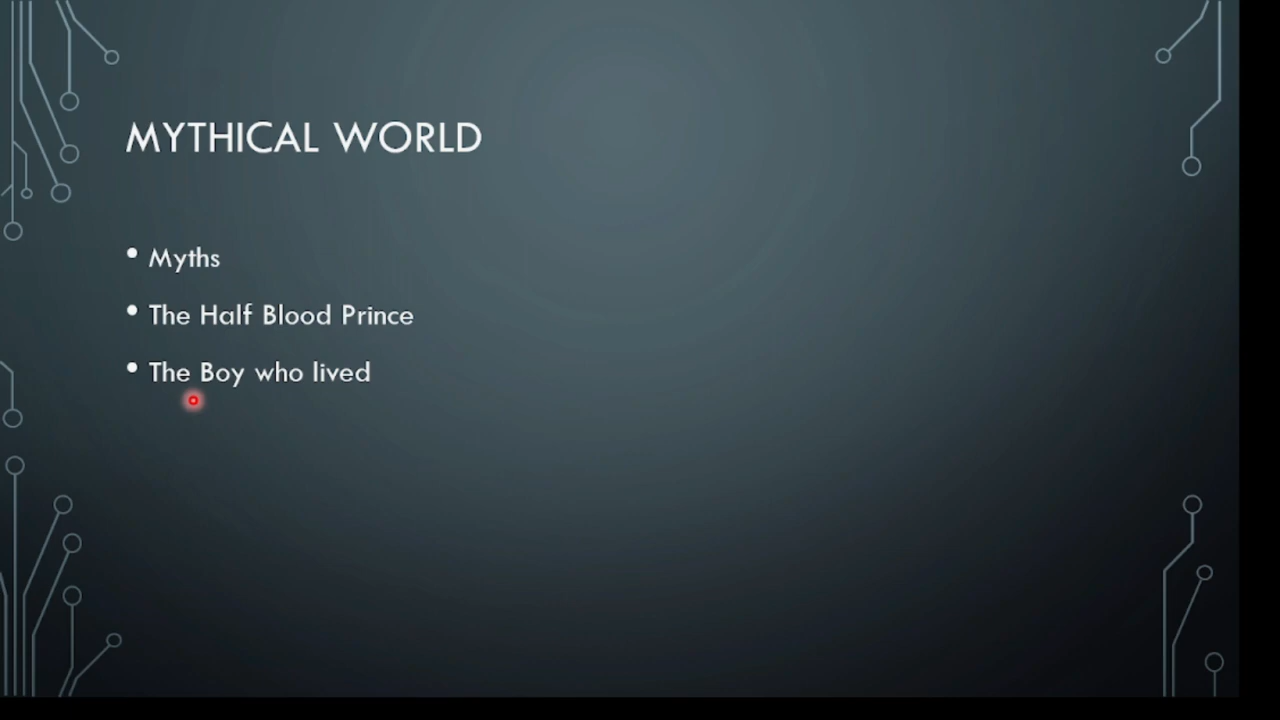 MYTHICAL WORLD
• Myths
• The Half Blood Prince
• The Boy who lived